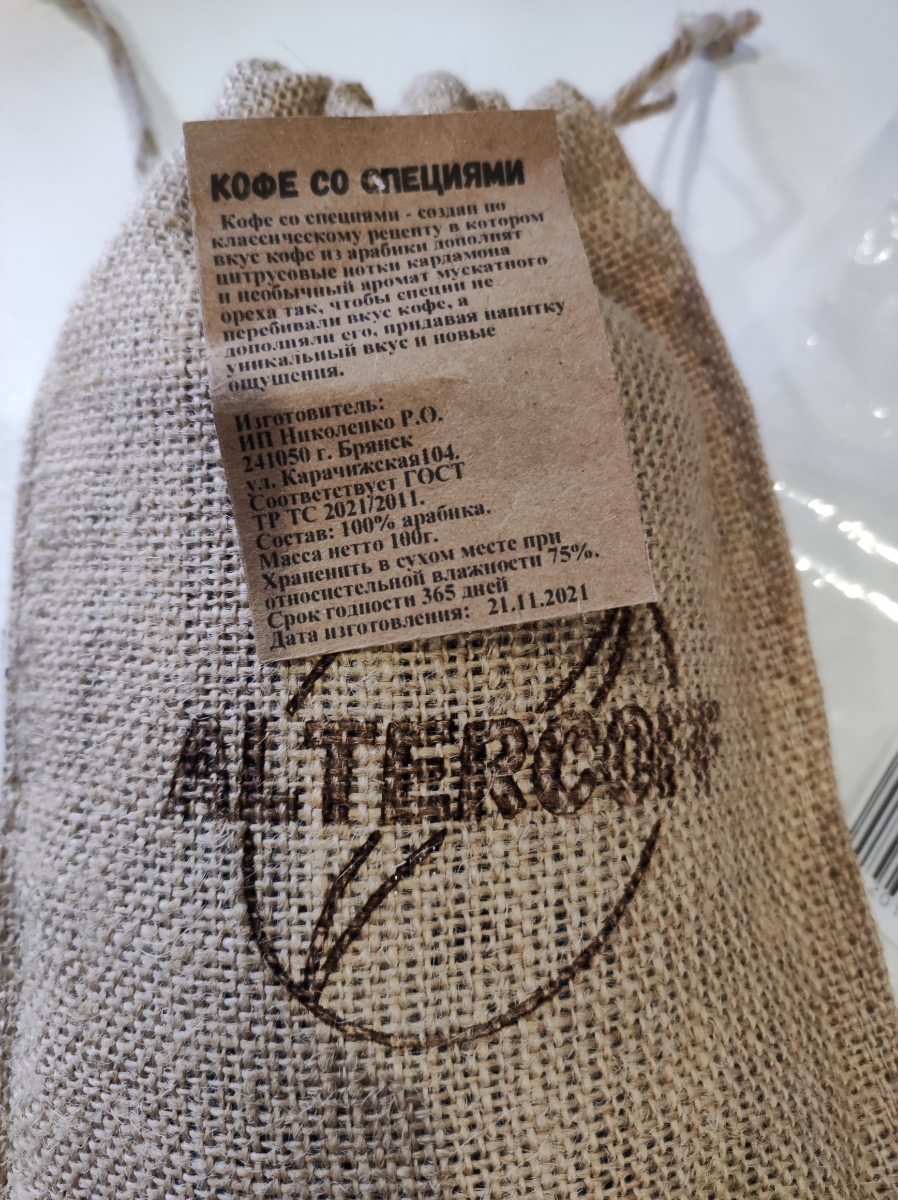 КОФЕ СО СПЕЦИЯМИ
Кофе со специями - создан по
классическому рецепту в котором
вкус кофе из арабики дополнят
цитрусовые нотки кардамона
и необычный аромат мускатного
ореха так, чтобы специи не
перебивали вкус кофе, а
дополняли его, придавая напитку
уникальный вкус и новые
ощущения.
Изготовитель:
ИП Николенко Р.О.
241050 г. Брянск
ул. Карачижская104.
Соответствует ГОСТ
ТР ТС 2021/2011.
Состав: 100% арабика.
Масса нетто 100г.
Храненить в сухом месте при
относистельной влажности 75%.
Срок годности 365 дней
Дата изготовления: 21.11.2021
ALTERCOFF